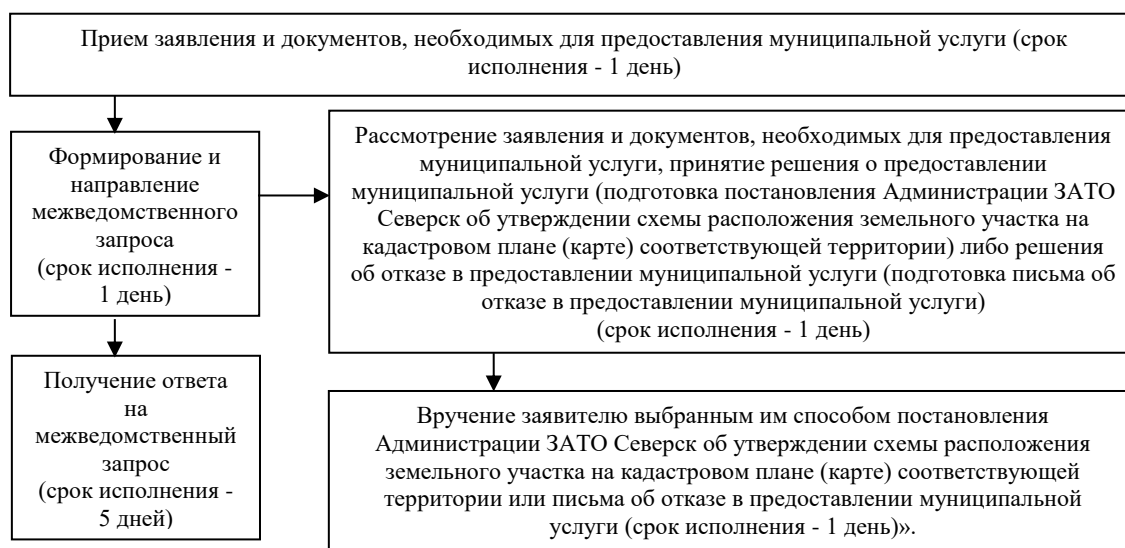 Прием заявления и документов, необходимых для предоставления муниципальной услуги (срок
исполнения - 1 день)
Формирование и
направление
межведомственного
запроса
(срок исполнения -
1 день)
Рассмотрение заявления и документов, необходимых для предоставления
муниципальной услуги, принятие решения о предоставлении
муниципальной услуги (подготовка постановления Администрации ЗАТО
Северск об утверждении схемы расположения земельного участка на
кадастровом плане (карте) соответствующей территории) либо решения
об отказе в предоставлении муниципальной услуги (подготовка письма об
отказе в предоставлении муниципальной услуги)
(срок исполнения - 1 день)
Получение ответа
на
межведомственный
запрос
(срок исполнения -
5 дней)
Вручение заявителю выбранным им способом постановления
Администрации ЗАТО Северск об утверждении схемы расположения
земельного участка на кадастровом плане (карте) соответствующей
территории или письма об отказе в предоставлении муниципальной
услуги (срок исполнения - 1 день)».